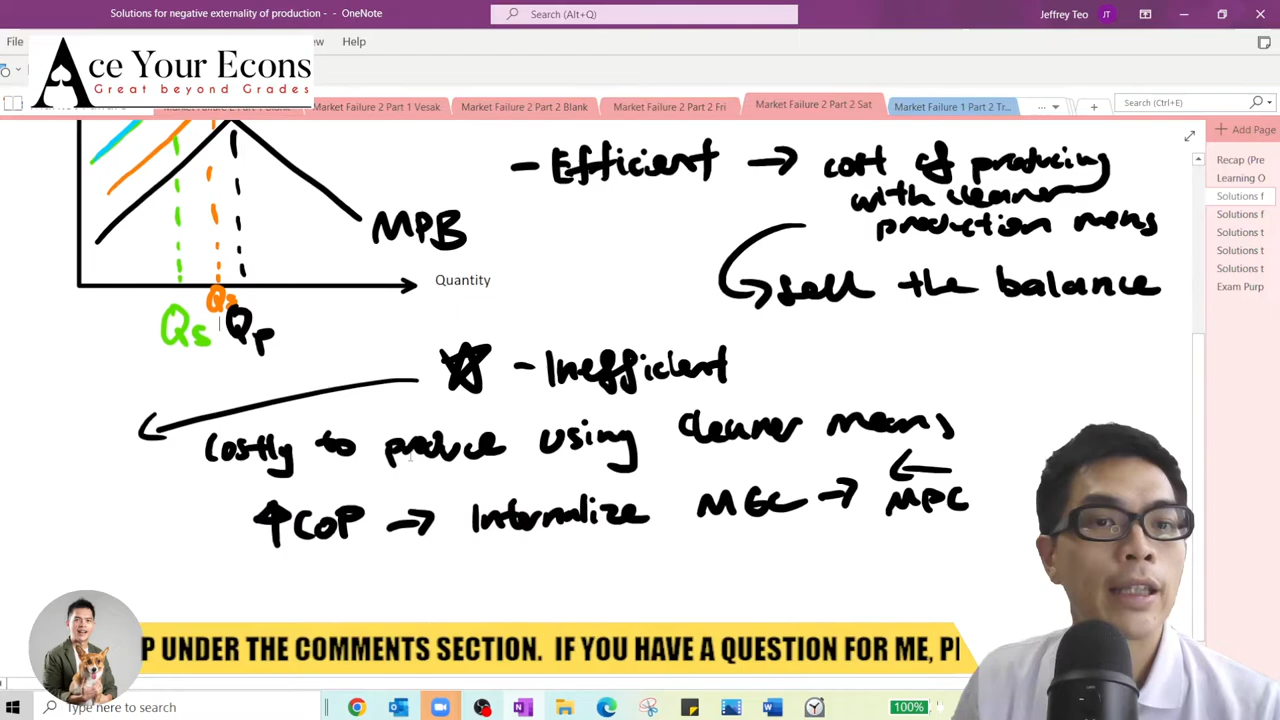 Solutions for negative externality of production - - OneNote
Search (Alt+Q)
Jeffrey Teo
JT
File
ew
Help
Ace Your Econs
Great beyond Grades
Market Failure 2 Part 1 Vesak
Market Failure 2 Part 2 Blank
Market Failure 2 Part 2 Fri
Market Failure 2 Part 2 Sat
Market Failure 1 Part 2 Tr...
Search (Ctrl+E)
Add Page
Recap (Pre
Learning O
Solutions f
Solutions f
Solutions t
Solutions t
Solutions t
Exam Purp
- Efficient → cost of producing
with cleaner
production means
sell the balance
MPB
Quantity
Qs
Qp
- Inefficient
Costly to produce using cleaner means
↑COP → Internalize MEC → MPC
P UNDER THE COMMENTS SECTION. IF YOU HAVE A QUESTION FOR ME, Pl
Type here to search
100%